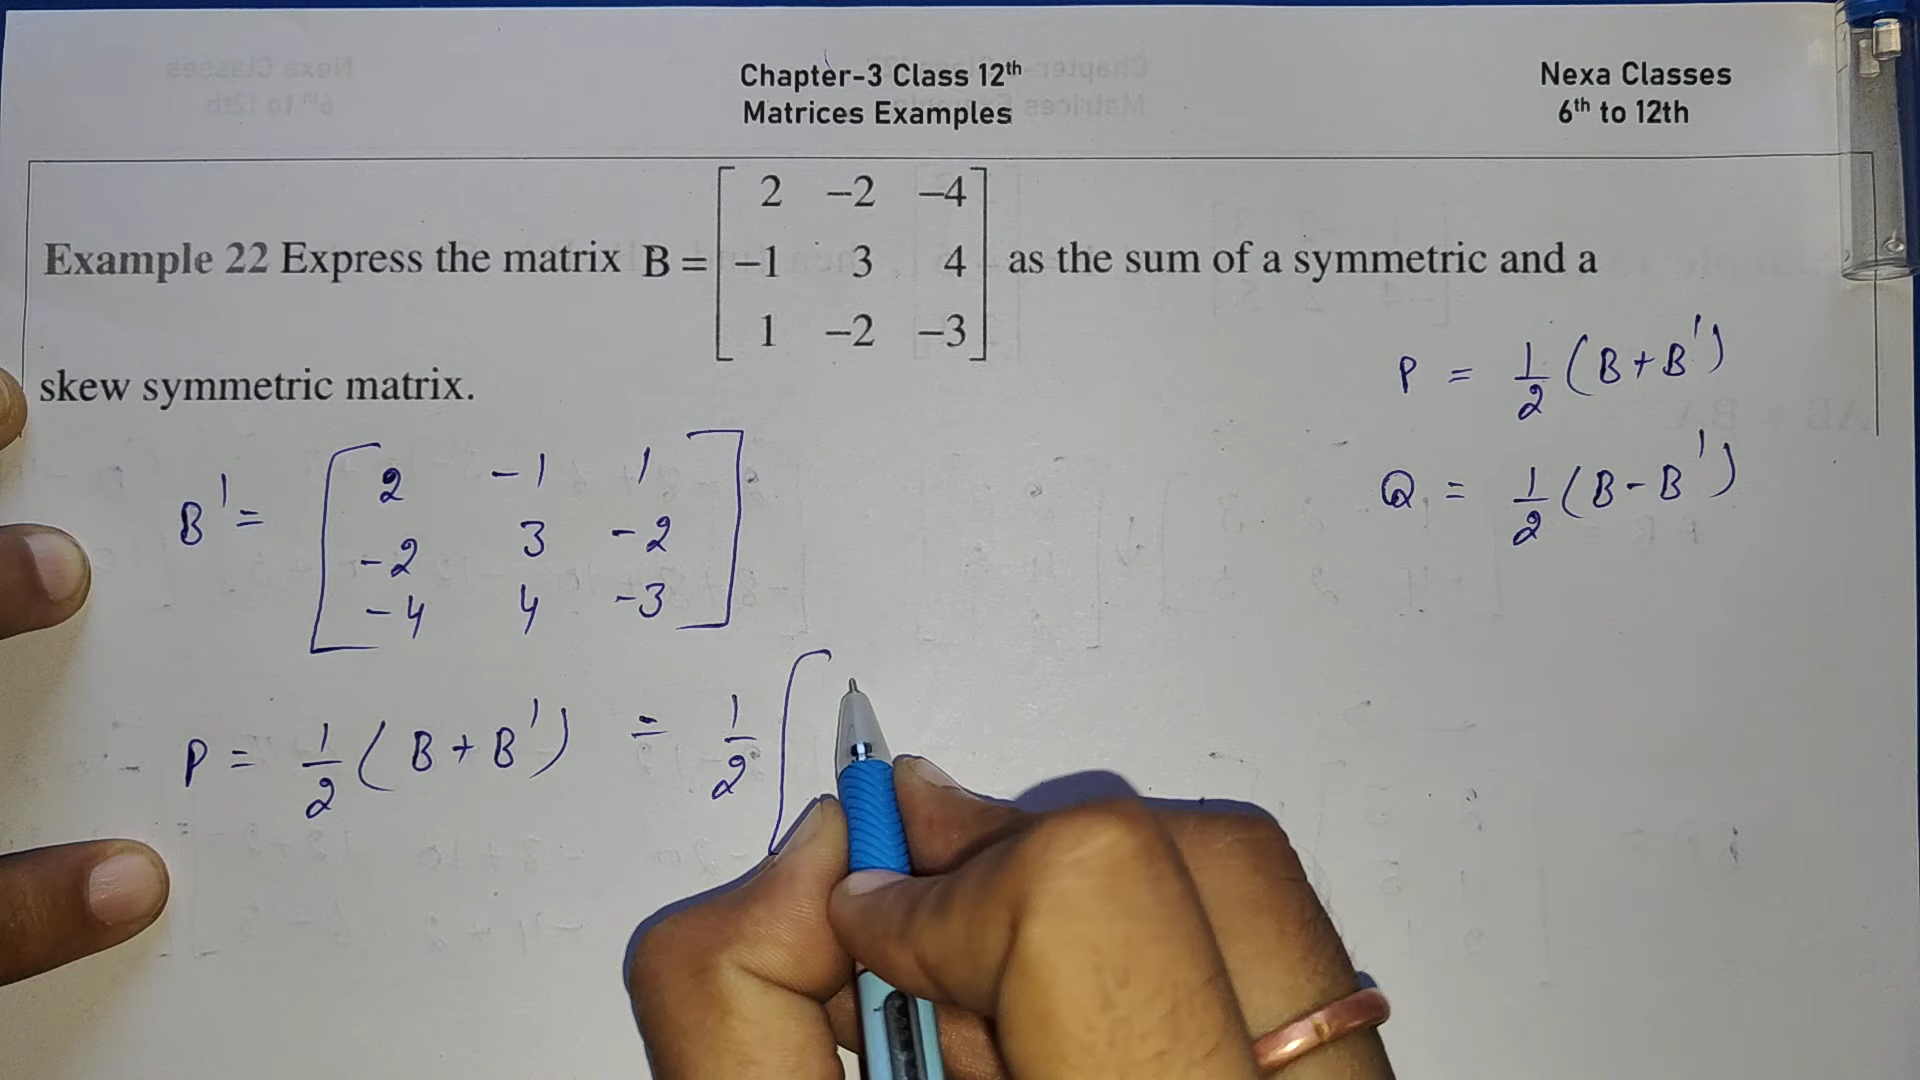 Chapter-3 Class 12th
Matrices Examples
Nexa Classes
6th to 12th
2 -2 -4
Example 22 Express the matrix B = -1 3 4 as the sum of a symmetric and a
1 -2 -3
skew symmetric matrix.
P = 1/2 (B + B')
Q = 1/2 (B - B')
B' = [2 -1 1
-2 3 -2
-4 4 -3]
P = 1/2 (B + B') = 1/2 [